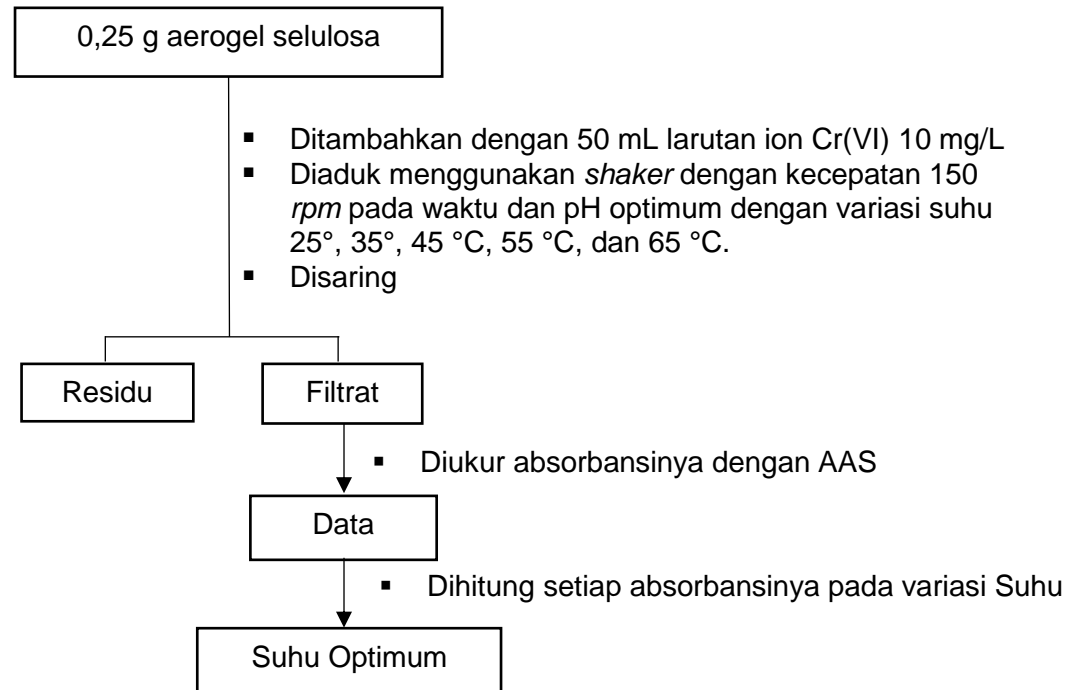 0,25 g aerogel selulosa
▪ Ditambahkan dengan 50 mL larutan ion Cr(VI) 10 mg/L
▪ Diaduk menggunakan shaker dengan kecepatan 150
rpm pada waktu dan pH optimum dengan variasi suhu
25°, 35°, 45 °C, 55 °C, dan 65 °C.
▪ Disaring
Residu
Filtrat
▪ Diukur absorbansinya dengan AAS
Data
▪ Dihitung setiap absorbansinya pada variasi Suhu
Suhu Optimum